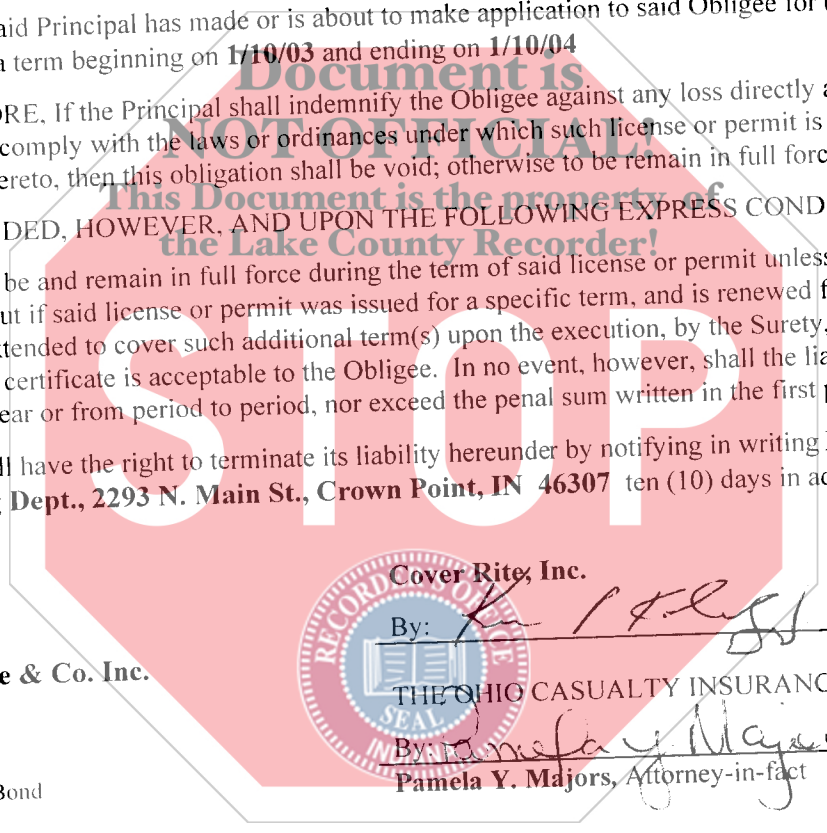 aid Principal has made or is about to make application to said Obligee for
a term beginning on 1/10/03 and ending on 1/10/04
Document is
ORE, If the Principal shall indemnify the Obligee against any loss directly a
NOT OFFICIAL!
comply with the laws or ordinances under which such license or permit is
ereto, then this obligation shall be void; otherwise to be remain in full forc
This Document is the property of
DED, HOWEVER, AND UPON THE FOLLOWING EXPRESS COND
the Lake County Recorder!
be and remain in full force during the term of said license or permit unless
ut if said license or permit was issued for a specific term, and is renewed f
tended to cover such additional term(s) upon the execution, by the Surety,
certificate is acceptable to the Obligee. In no event, however, shall the lia
ear or from period to period, nor exceed the penal sum written in the first p
STOP
ll have the right to terminate its liability hereunder by notifying in writing
Dept., 2293 N. Main St., Crown Point, IN 46307 ten (10) days in ad
Cover Rite, Inc.
By:
RECORDER'S OFFICE
SEAL
INDIANA
e & Co. Inc.
THE OHIO CASUALTY INSURANC
By: Pamela Y Majors
Pamela Y. Majors, Attorney-in-fact
Bond